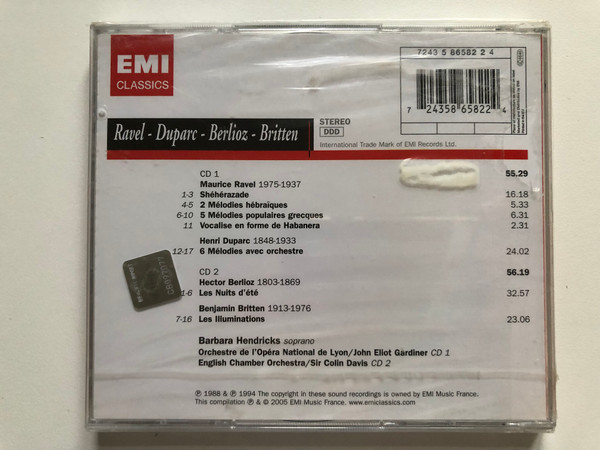 7243 5 86582 2 4
EMI
CLASSICS
7 24358 65822 4
Ravel - Duparc - Berlioz - Britten
STEREO
DDD
International Trade Mark of EMI Records Ltd.
CD 1 55.29
Maurice Ravel 1975-1937
1-3 Shéhérazade 16.18
4-5 2 Mélodies hébraïques 5.33
6-10 5 Mélodies populaires grecques 6.31
11 Vocalise en forme de Habanera 2.31
Henri Duparc 1848-1933
12-17 6 Mélodies avec orchestre 24.02
CD 2 56.19
Hector Berlioz 1803-1869
1-6 Les Nuits d'été 32.57
Benjamin Britten 1913-1976
7-16 Les Illuminations 23.06
Barbara Hendricks soprano
Orchestre de l'Opéra National de Lyon/John Eliot Gardiner CD 1
English Chamber Orchestra/Sir Colin Davis CD 2
℗ 1988 & ℗ 1994 The copyright in these sound recordings is owned by EMI Music France.
This compilation ℗ & © 2005 EMI Music France. www.emiclassics.com